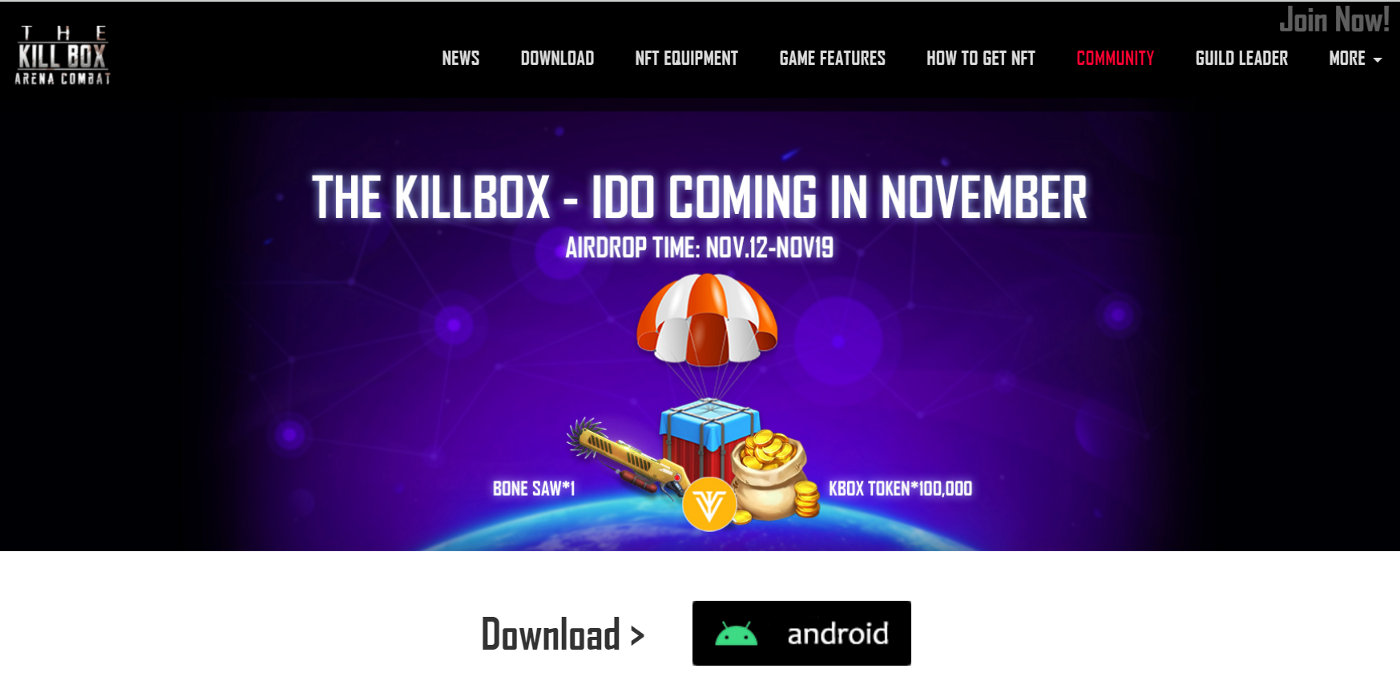 Join Now!
THE
KILL BOX
ARENA COMBAT
NEWS DOWNLOAD NFT EQUIPMENT GAME FEATURES HOW TO GET NFT COMMUNITY GUILD LEADER MORE
THE KILLBOX - IDO COMING IN NOVEMBER
AIRDROP TIME: NOV.12-NOV19
BONE SAW*1
KBOX TOKEN*100,000
Download >
android